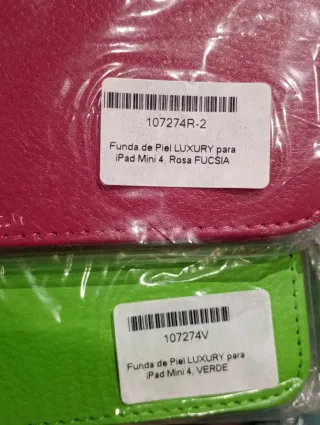 107274R-2
Funda de Piel LUXURY para
iPad Mini 4, Rosa FUCSIA
107274V
Funda de Piel LUXURY para
iPad Mini 4, VERDE